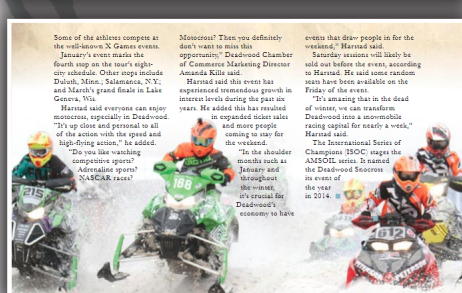 Some of the athletes compete at
the well-known X Games events.
January's event marks the
fourth stop on the tour's eight-
city schedule. Other stops include
Duluth, Minn.; Salamanca, N.Y.;
and March's grand finale in Lake
Geneva, Wis.
Harstad said everyone can enjoy
motocross, especially in Deadwood.
"It's up close and personal to all
of the action with the speed and
high-flying action," he added.
"Do you like watching
competitive sports?
Adrenaline sports?
NASCAR races?
Motocross? Then you definitely
don't want to miss this
opportunity," Deadwood Chamber
of Commerce Marketing Director
Amanda Kille said.
Harstad said this event has
experienced tremendous growth in
interest levels during the past six
years. He added this has resulted
in expanded ticket sales
and more people
coming to stay for
the weekend.
"In the shoulder
months such as
January and
throughout
the winter,
it's crucial for
Deadwood's
economy to have
events that draw people in for the
weekend," Harstad said.
Saturday sessions will likely be
sold out before the event, according
to Harstad. He said some random
seats have been available on the
Friday of the event.
"It's amazing that in the dead
of winter, we can transform
Deadwood into a snowmobile
racing capital for nearly a week,"
Harstad said.
The International Series of
Champions (ISOC) stages the
AMSOIL series. It named
the Deadwood Snocross
its event of
the year
in 2014.
215
188
612